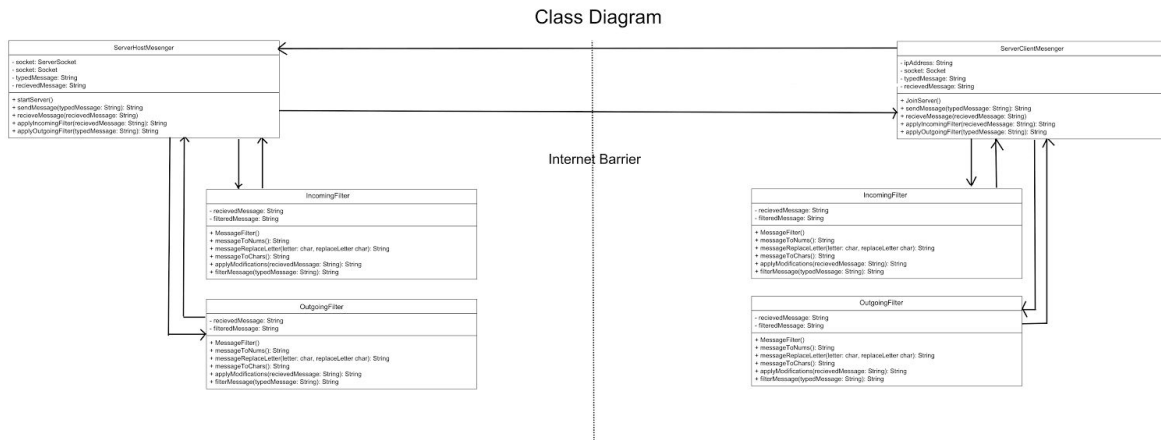 Class Diagram
ServerHostMesenger
- socket: ServerSocket
- socket: Socket
- typedMessage: String
- recievedMessage: String
+ startServer()
+ sendMessage(typedMessage: String): String
+ recieveMessage(recievedMessage)
+ applyIncomingFilter(recievedMessage: String): String
+ applyOutgoingFilter(typedMessage: String): String
ServerClientMesenger
- ipAddress: String
- socket: Socket
- typedMessage: String
- recievedMessage: String
+ JoinServer()
+ sendMessage(typedMessage: String): String
+ recieveMessage(recievedMessage)
+ applyIncomingFilter(recievedMessage: String): String
+ applyOutgoingFilter(typedMessage: String): String
Internet Barrier
IncomingFilter
- recievedMessage: String
- filteredMessage: String
+ MessageFilter()
+ messageToNums(): String
+ messageReplaceLetter(letter: char, replaceLetter char): String
+ messageToChars(): String
+ applyModifications(recievedMessage: String): String
+ filterMessage(typedMessage: String): String
IncomingFilter
- recievedMessage: String
- filteredMessage: String
+ MessageFilter()
+ messageToNums(): String
+ messageReplaceLetter(letter: char, replaceLetter char): String
+ messageToChars(): String
+ applyModifications(recievedMessage: String): String
+ filterMessage(typedMessage: String): String
OutgoingFilter
- recievedMessage: String
- filteredMessage: String
+ MessageFilter()
+ messageToNums(): String
+ messageReplaceLetter(letter: char, replaceLetter char): String
+ messageToChars(): String
+ applyModifications(recievedMessage: String): String
+ filterMessage(typedMessage: String): String
OutgoingFilter
- recievedMessage: String
- filteredMessage: String
+ MessageFilter()
+ messageToNums(): String
+ messageReplaceLetter(letter: char, replaceLetter char): String
+ messageToChars(): String
+ applyModifications(recievedMessage: String): String
+ filterMessage(typedMessage: String): String